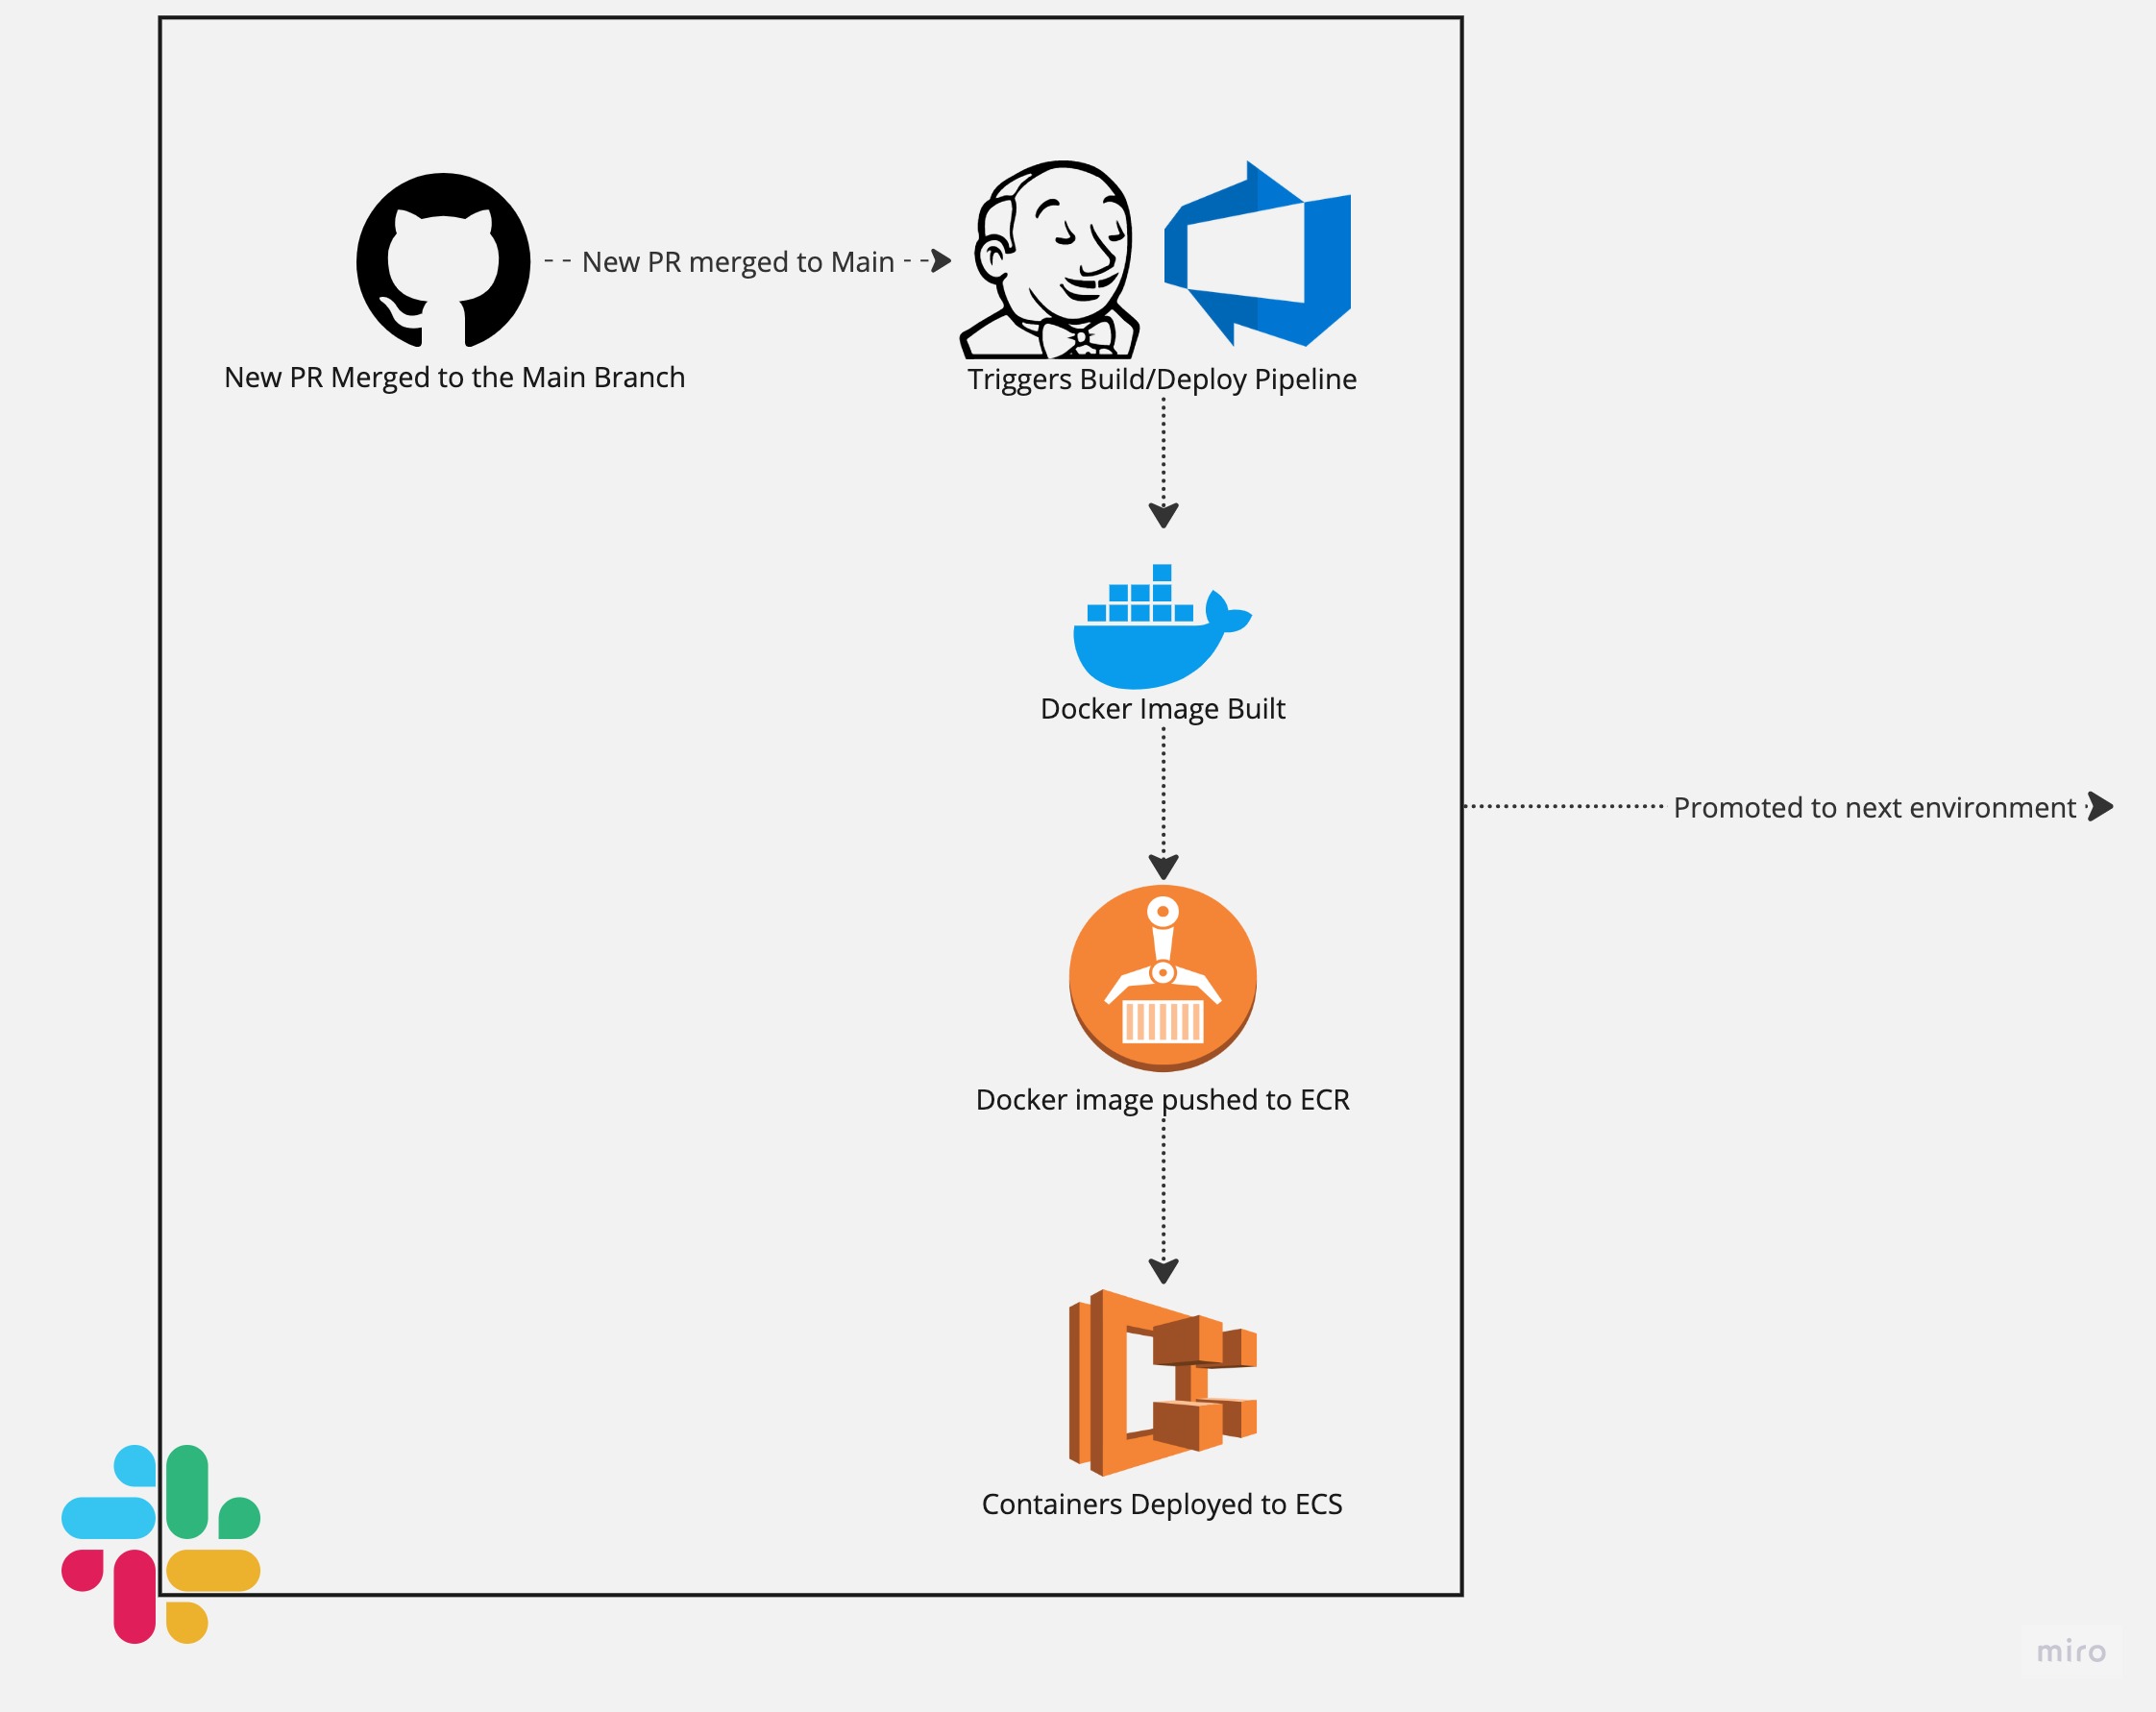 New PR merged to Main
New PR Merged to the Main Branch
Triggers Build/Deploy Pipeline
Docker Image Built
Promoted to next environment
Docker image pushed to ECR
Containers Deployed to ECS
miro